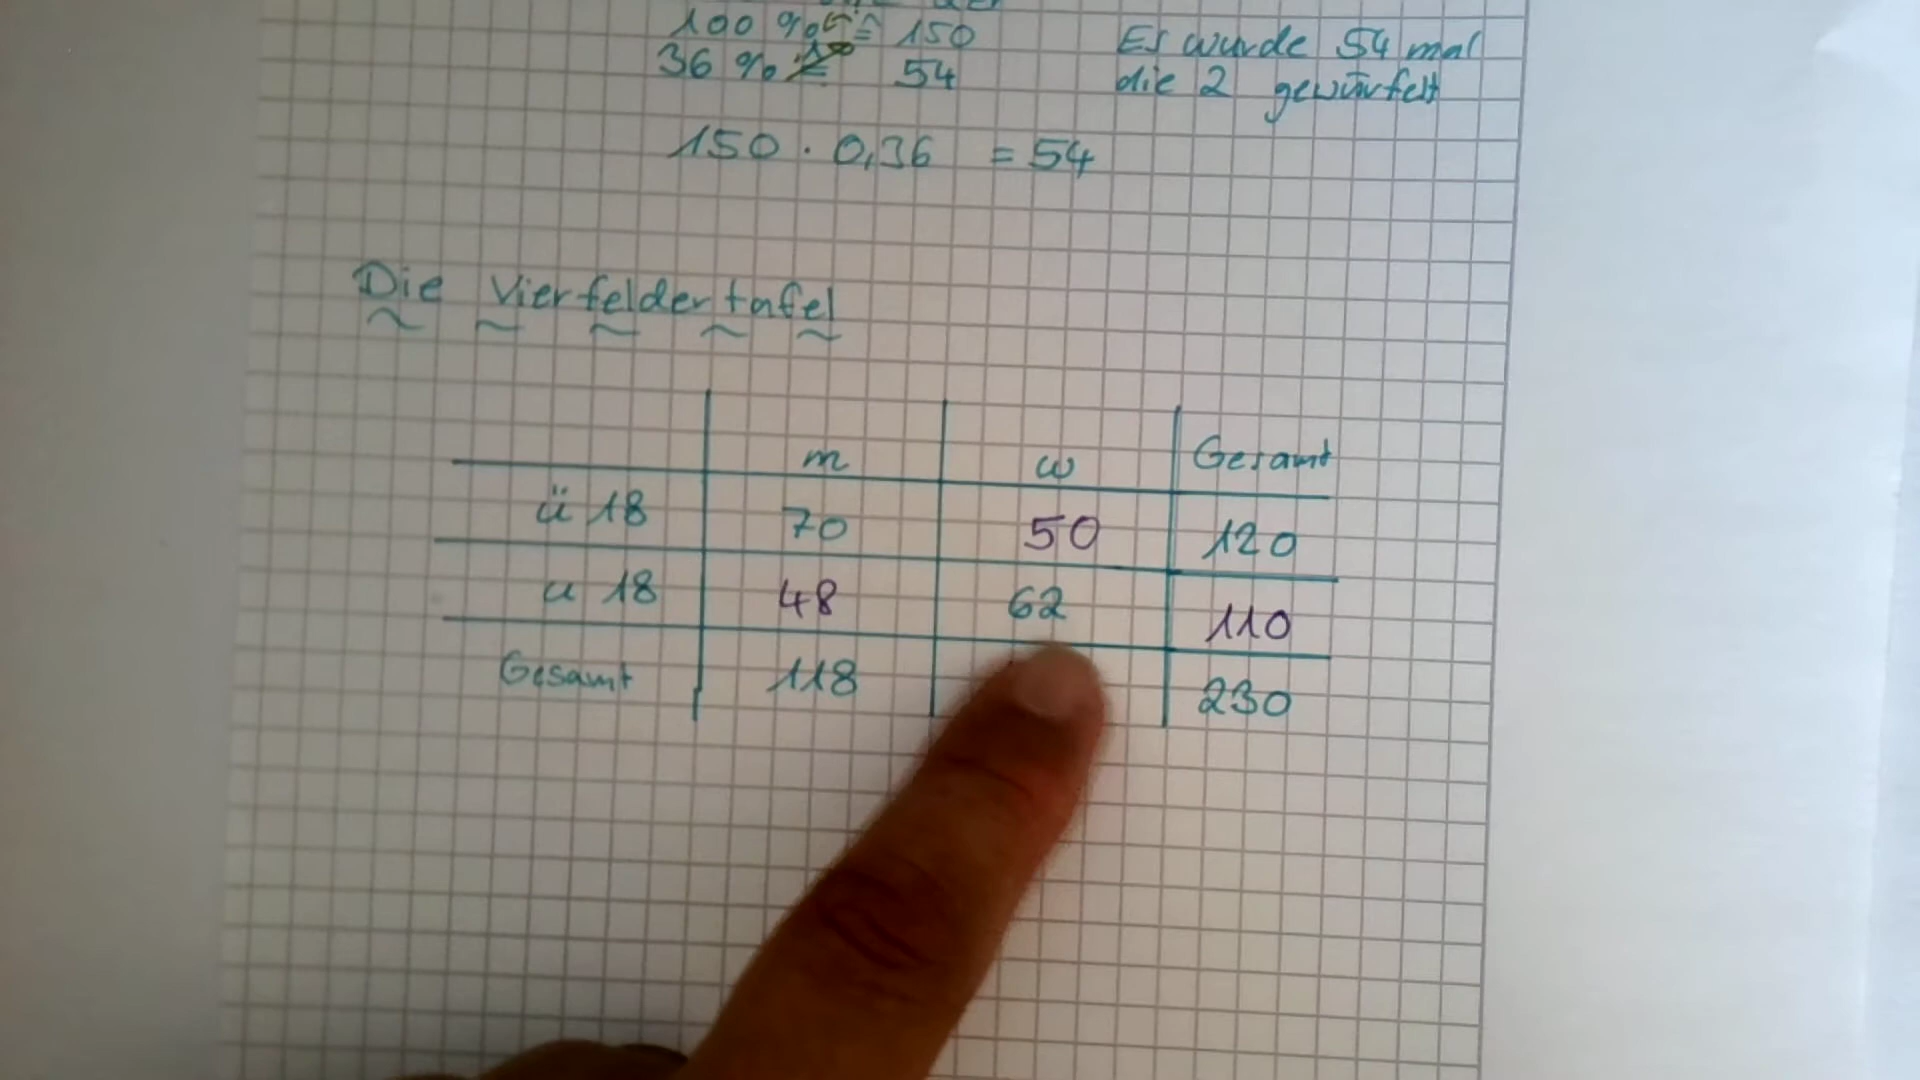 100 % ≙ 150
36 % 54
Es wurde 54 mal
die 2 gewürfelt
150 · 0,36 = 54
Die Vierfeldertafel
m w Gesamt
ü 18 70 50 120
u 18 48 62 110
Gesamt 118 230